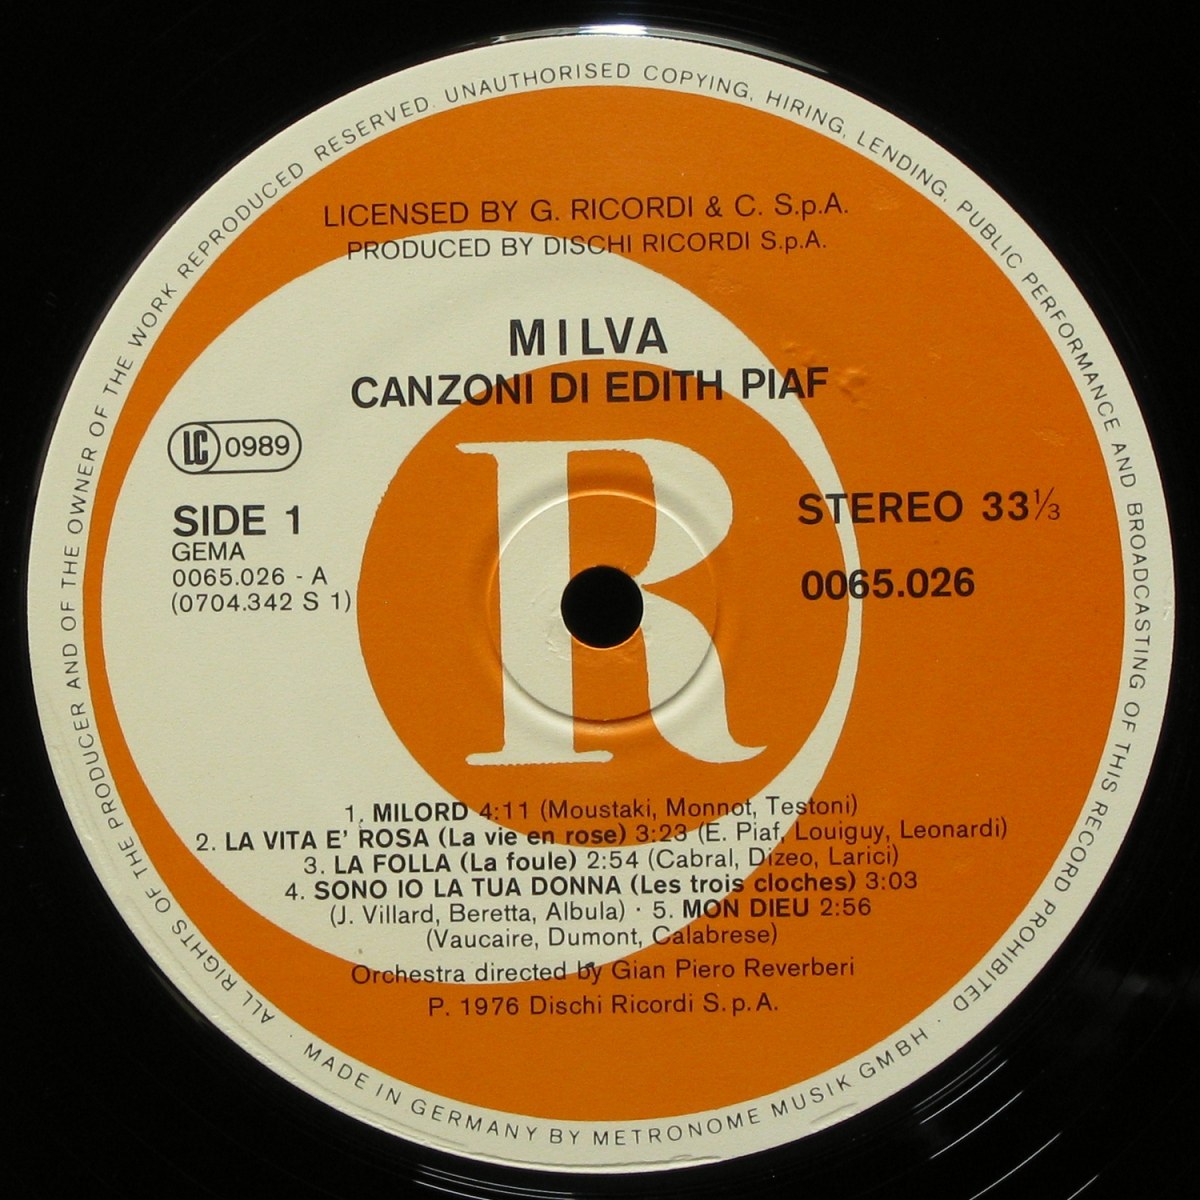 ALL RIGHTS OF THE PRODUCER AND OF THE OWNER OF THE WORK REPRODUCED RESERVED. UNAUTHORISED COPYING, HIRING, LENDING, PUBLIC PERFORMANCE AND BROADCASTING OF THIS RECORD PROHIBITED ·
LICENSED BY G. RICORDI & C. S.p.A.
PRODUCED BY DISCHI RICORDI S.p.A.
MILVA
CANZONI DI EDITH PIAF
LC 0989
SIDE 1
GEMA
0065.026 - A
(0704.342 S 1)
STEREO 33⅓
0065.026
R
1. MILORD 4:11 (Moustaki, Monnot, Testoni)
2. LA VITA E' ROSA (La vie en rose) 3:23 (E. Piaf, Louiguy, Leonardi)
3. LA FOLLA (La foule) 2:54 (Cabral, Dizeo, Larici)
4. SONO IO LA TUA DONNA (Les trois cloches) 3:03
(J. Villard, Beretta, Albula) · 5. MON DIEU 2:56
(Vaucaire, Dumont, Calabrese)
Orchestra directed by Gian Piero Reverberi
P. 1976 Dischi Ricordi S.p.A.
· MADE IN GERMANY BY METRONOME MUSIK GMBH ·